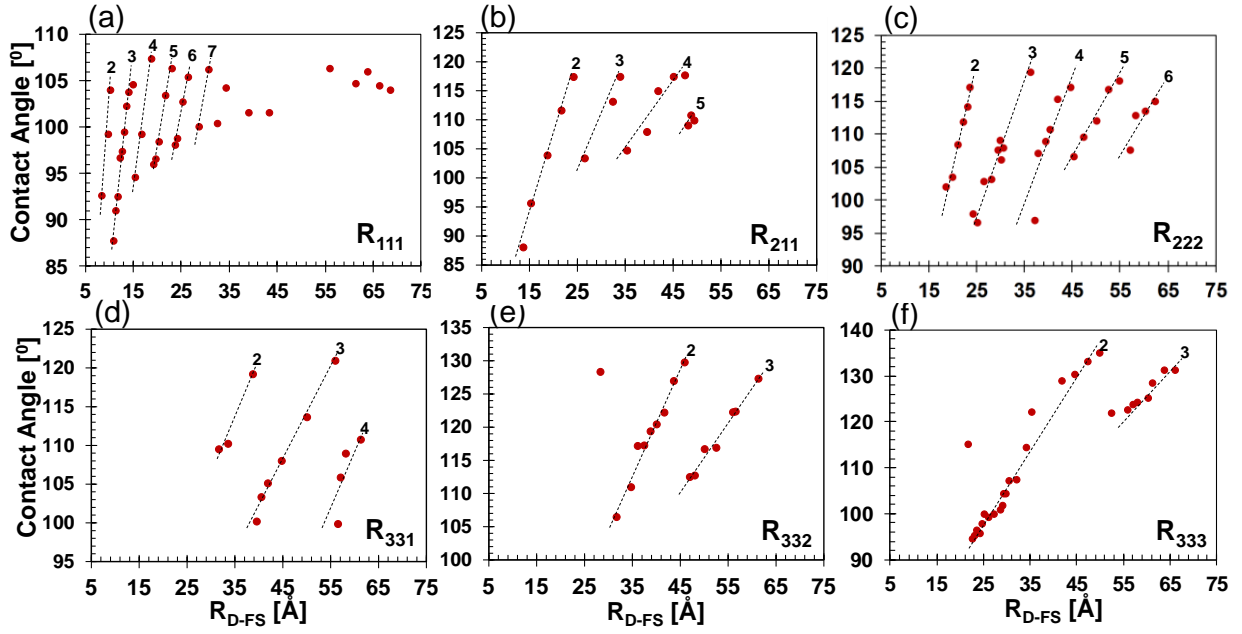 (a) (b) (c)
Contact Angle [⁰]
110 105 100 95 90 85
2 3 4 5 6 7
R111
5 15 25 35 45 55 65 75
125 120 115 110 105 100 95 90 85
2 3 4 5
R211
5 15 25 35 45 55 65 75
125 120 115 110 105 100 95 90
2 3 4 5 6
R222
5 15 25 35 45 55 65 75
(d) (e) (f)
Contact Angle [⁰]
125 120 115 110 105 100 95
2 3 4
R331
5 15 25 35 45 55 65 75
RD-FS [Å]
135 130 125 120 115 110 105 100
2 3
R332
5 15 25 35 45 55 65 75
RD-FS [Å]
140 130 120 110 100 90
2 3
R333
5 15 25 35 45 55 65 75
RD-FS [Å]